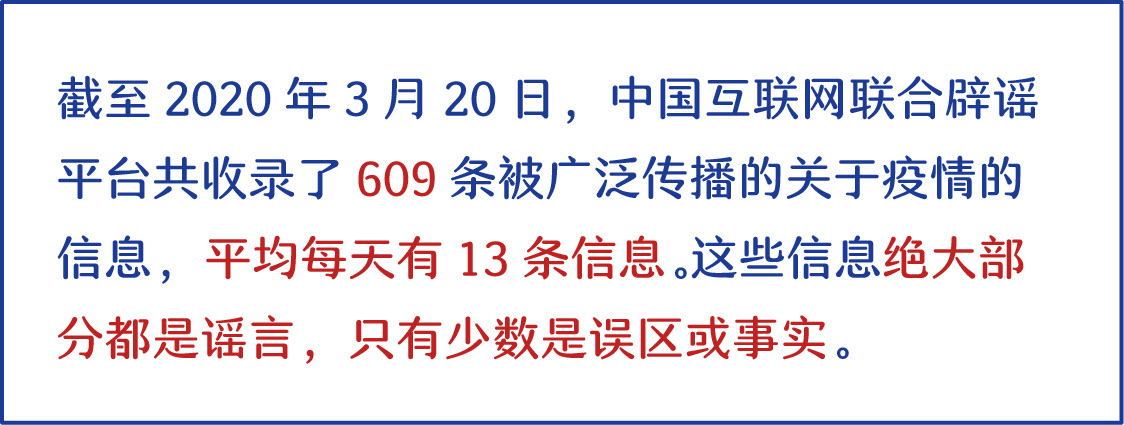 截至 2020 年 3 月 20 日，中国互联网联合辟谣
平台共收录了 609 条被广泛传播的关于疫情的
信息，平均每天有 13 条信息。这些信息绝大部
分都是谣言，只有少数是误区或事实。